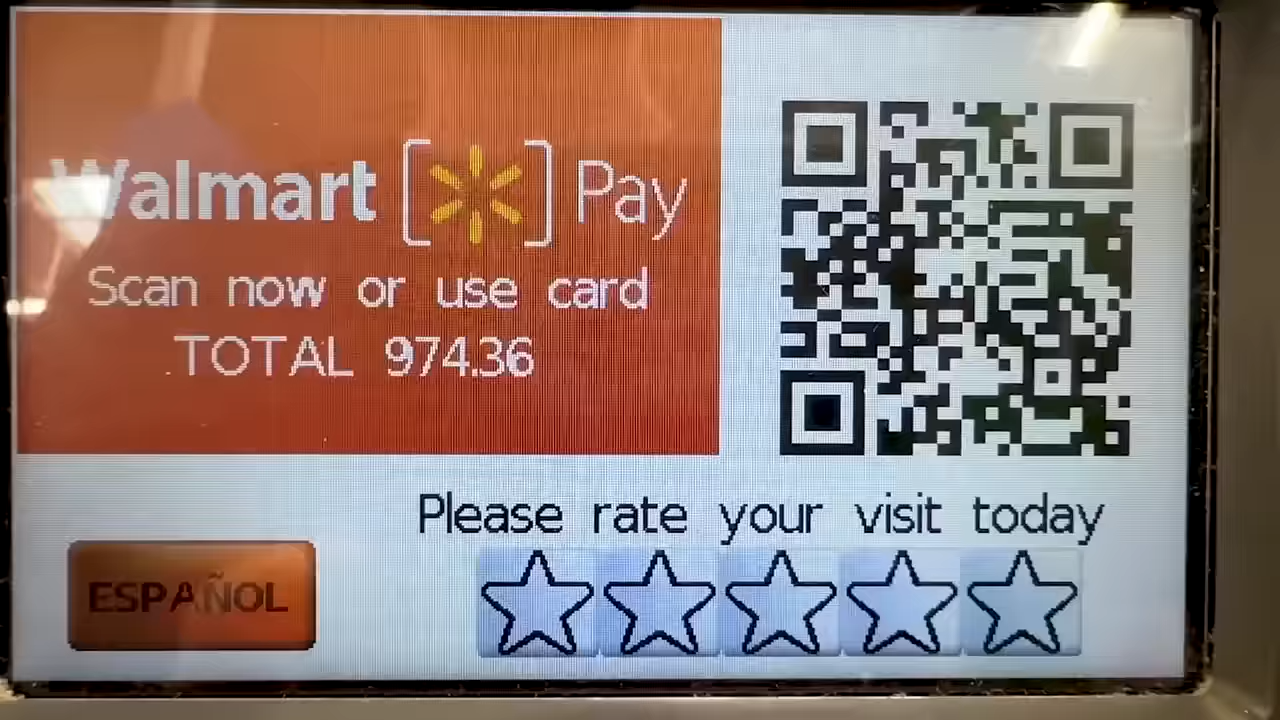 Walmart Pay
Scan now or use card
TOTAL 974.36
Please rate your visit today
ESPAÑOL